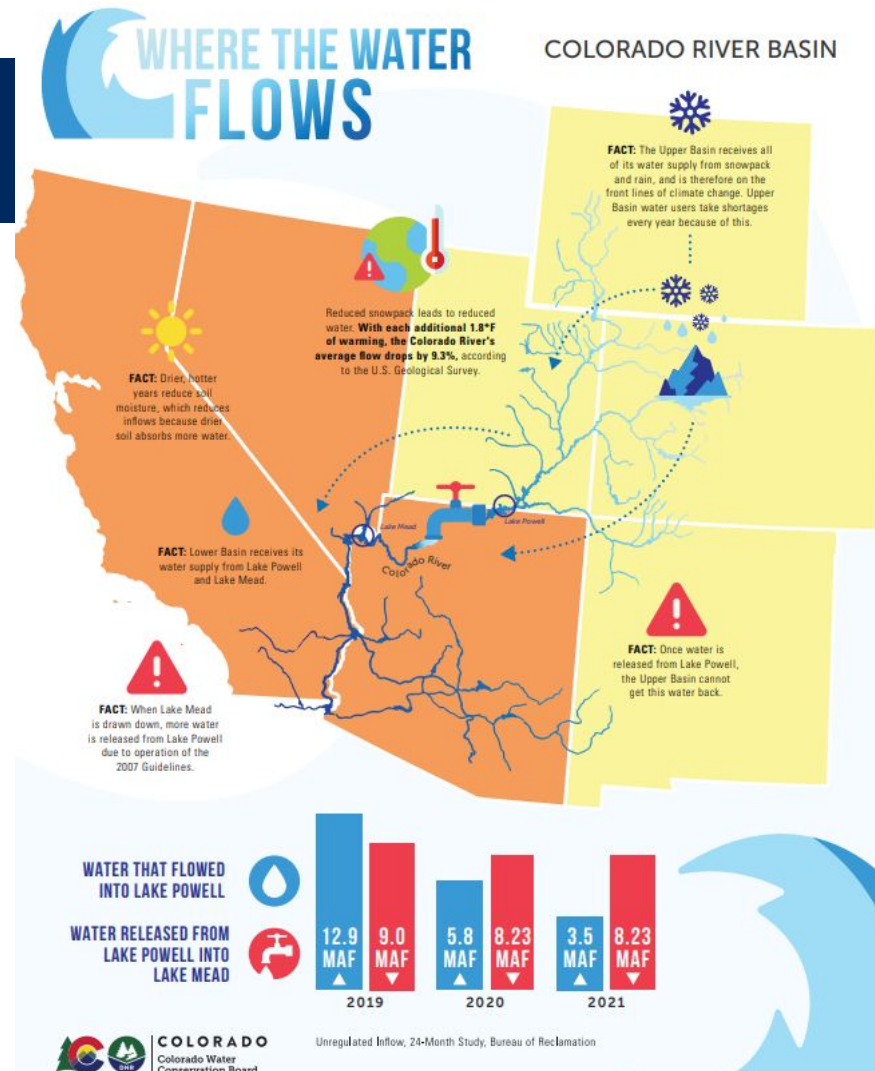 WHERE THE WATER
FLOWS
COLORADO RIVER BASIN
FACT: The Upper Basin receives all
of its water supply from snowpack
and rain, and is therefore on the
front lines of climate change. Upper
Basin water users take shortages
every year because of this.
Reduced snowpack leads to reduced
water. With each additional 1.8°F
of warming, the Colorado River's
average flow drops by 9.3%, according
to the U.S. Geological Survey.
FACT: Drier, hotter
years reduce soil
moisture, which reduces
inflows because drier
soil absorbs more water.
Lake Mead
Lake Powell
Colorado River
FACT: Lower Basin receives its
water supply from Lake Powell
and Lake Mead.
FACT: Once water is
released from Lake Powell,
the Upper Basin cannot
get this water back.
FACT: When Lake Mead
is drawn down, more water
is released from Lake Powell
due to operation of the
2007 Guidelines.
WATER THAT FLOWED
INTO LAKE POWELL
WATER RELEASED FROM
LAKE POWELL INTO
LAKE MEAD
12.9 9.0 5.8 8.23 3.5 8.23
MAF MAF MAF MAF MAF MAF
2019 2020 2021
Unregulated Inflow, 24-Month Study, Bureau of Reclamation
DNR
COLORADO
Colorado Water
Conservation Board